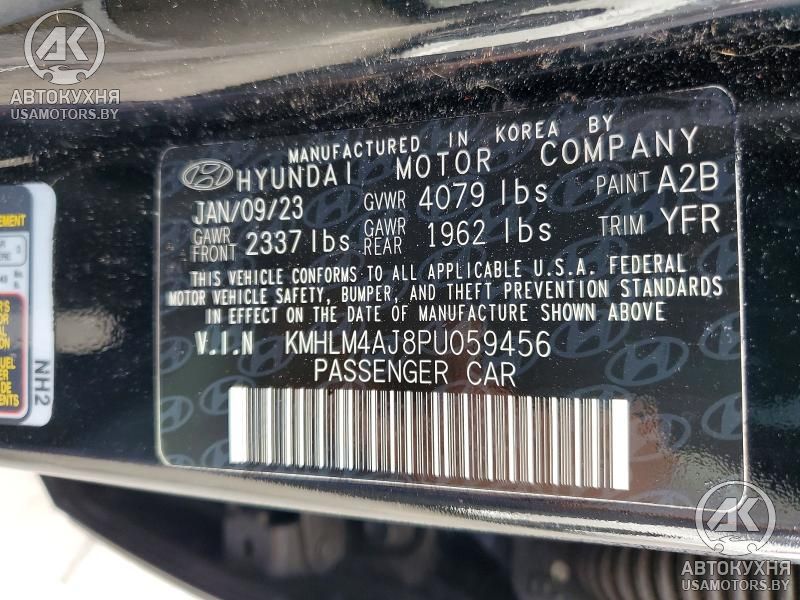 AK
АВТОКУХНЯ
USAMOTORS.BY
MANUFACTURED IN KOREA BY
HYUNDAI MOTOR COMPANY
JAN/09/23 GVWR 4079 lbs PAINT A2B
GAWR FRONT 2337 lbs GAWR REAR 1962 lbs TRIM YFR
THIS VEHICLE CONFORMS TO ALL APPLICABLE U.S.A. FEDERAL
MOTOR VEHICLE SAFETY, BUMPER, AND THEFT PREVENTION STANDARDS
IN EFFECT ON THE DATE OF MANUFACTURE SHOWN ABOVE
V.I.N KMHLM4AJ8PU059456
PASSENGER CAR
NH2
AK
АВТОКУХНЯ
USAMOTORS.BY